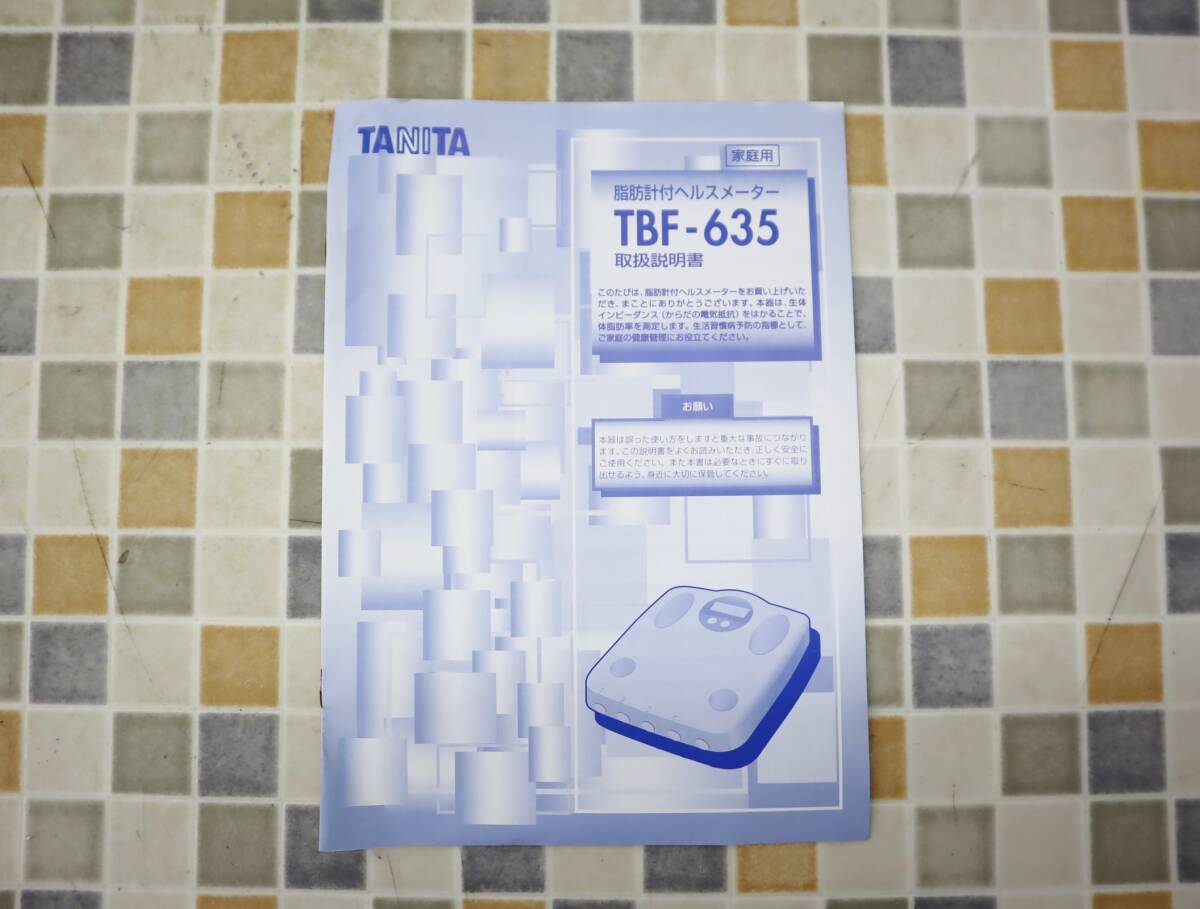 TANITA
家庭用
脂肪計付ヘルスメーター
TBF-635
取扱説明書
このたびは、脂肪計付ヘルスメーターをお買い上げいた
だき、まことにありがとうございます。本器は、生体
インピーダンス（からだの電気抵抗）をはかることで、
体脂肪率を測定します。生活習慣病予防の指標として、
ご家庭の健康管理にお役立てください。
お願い
本器は誤った使い方をしますと重大な事故につながり
ます。この説明書をよくお読みいただき、正しく安全に
ご使用ください。また本書は必要なときにすぐに取り
出せるよう、身近に大切に保管してください。